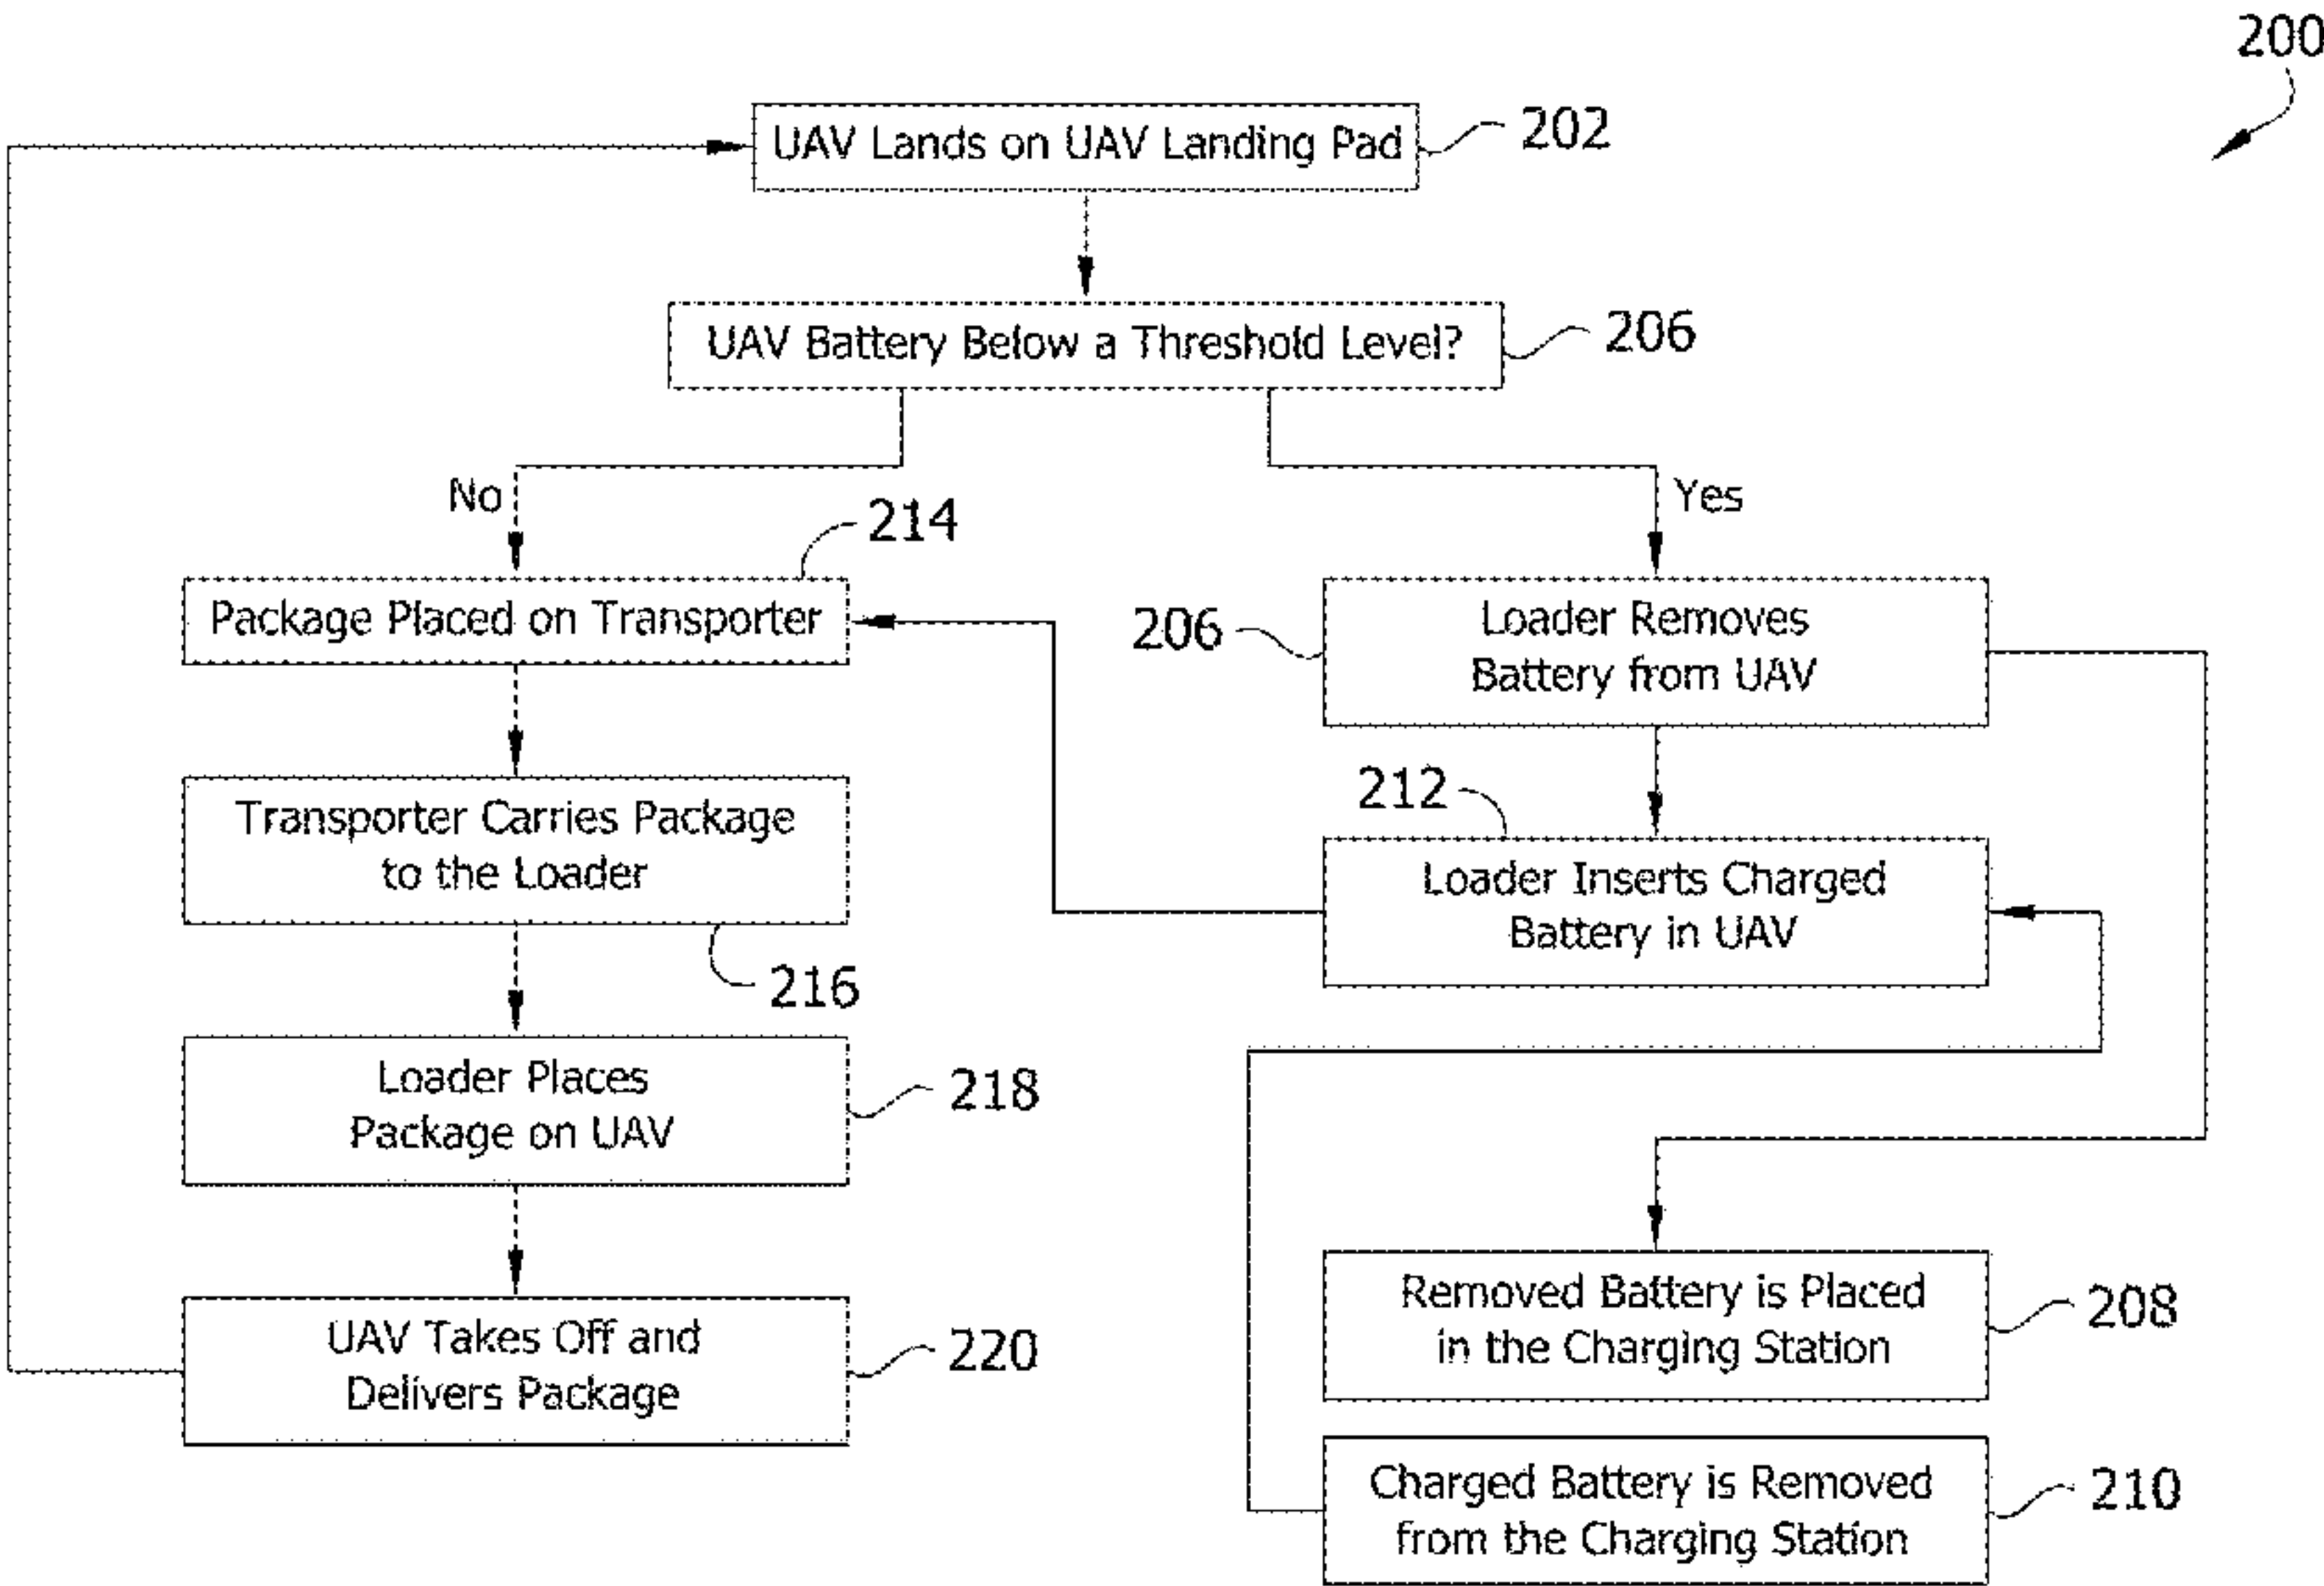 200
UAV Lands on UAV Landing Pad
202
UAV Battery Below a Threshold Level?
206
No
Yes
214
Package Placed on Transporter
206
Loader Removes
Battery from UAV
212
Transporter Carries Package
to the Loader
216
Loader Inserts Charged
Battery in UAV
Loader Places
Package on UAV
218
Removed Battery is Placed
in the Charging Station
208
UAV Takes Off and
Delivers Package
220
Charged Battery is Removed
from the Charging Station
210